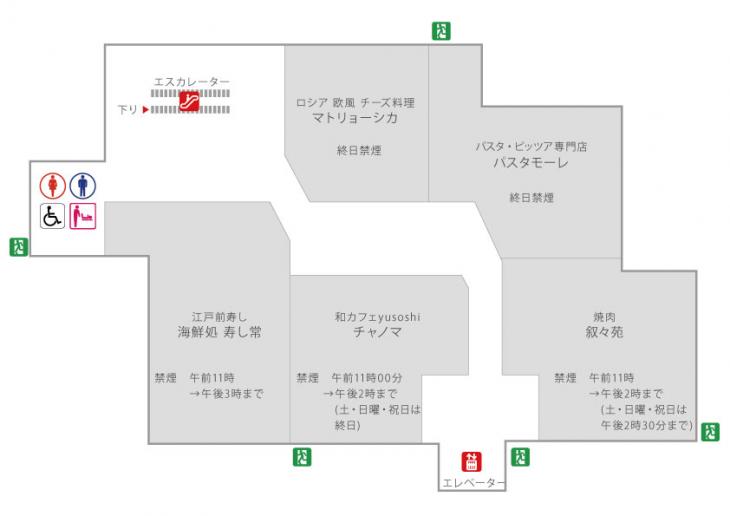 エスカレーター
下り
ロシア 欧風 チーズ料理
マトリョーシカ
終日禁煙
パスタ・ピッツア専門店
パスタモーレ
終日禁煙
江戸前寿し
海鮮処 寿し常
禁煙 午前11時
→午後3時まで
和カフェyusoshi
チャノマ
禁煙 午前11時00分
→午後2時まで
(土・日曜・祝日は
終日)
焼肉
叙々苑
禁煙 午前11時
→午後2時まで
(土・日曜・祝日は
午後2時30分まで)
エレベーター